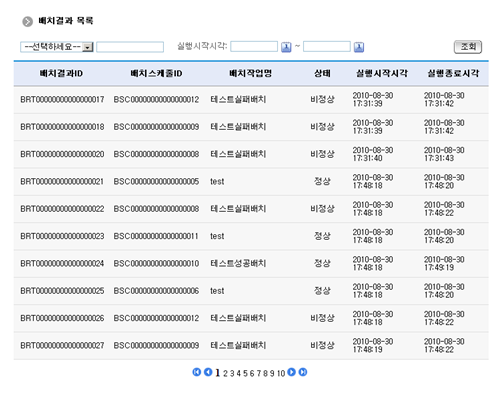 배치결과 목록
--선택하세요-- 실행시작시각: ~ 조회
배치결과ID 배치스케줄ID 배치작업명 상태 실행시작시각 실행종료시각
BRT00000000000000017 BSC00000000000000012 테스트실패배치 비정상 2010-08-30 17:31:39 2010-08-30 17:31:42
BRT00000000000000018 BSC00000000000000009 테스트실패배치 비정상 2010-08-30 17:31:39 2010-08-30 17:31:42
BRT00000000000000020 BSC00000000000000008 테스트실패배치 비정상 2010-08-30 17:31:40 2010-08-30 17:31:43
BRT00000000000000021 BSC00000000000000005 test 정상 2010-08-30 17:48:18 2010-08-30 17:48:20
BRT00000000000000022 BSC00000000000000008 테스트실패배치 비정상 2010-08-30 17:48:18 2010-08-30 17:48:22
BRT00000000000000023 BSC00000000000000011 test 정상 2010-08-30 17:48:18 2010-08-30 17:48:20
BRT00000000000000024 BSC00000000000000010 테스트성공배치 정상 2010-08-30 17:48:18 2010-08-30 17:49:19
BRT00000000000000025 BSC00000000000000006 test 정상 2010-08-30 17:48:18 2010-08-30 17:48:20
BRT00000000000000026 BSC00000000000000012 테스트실패배치 비정상 2010-08-30 17:48:18 2010-08-30 17:48:22
BRT00000000000000027 BSC00000000000000009 테스트실패배치 비정상 2010-08-30 17:48:19 2010-08-30 17:48:22
1 2 3 4 5 6 7 8 9 10